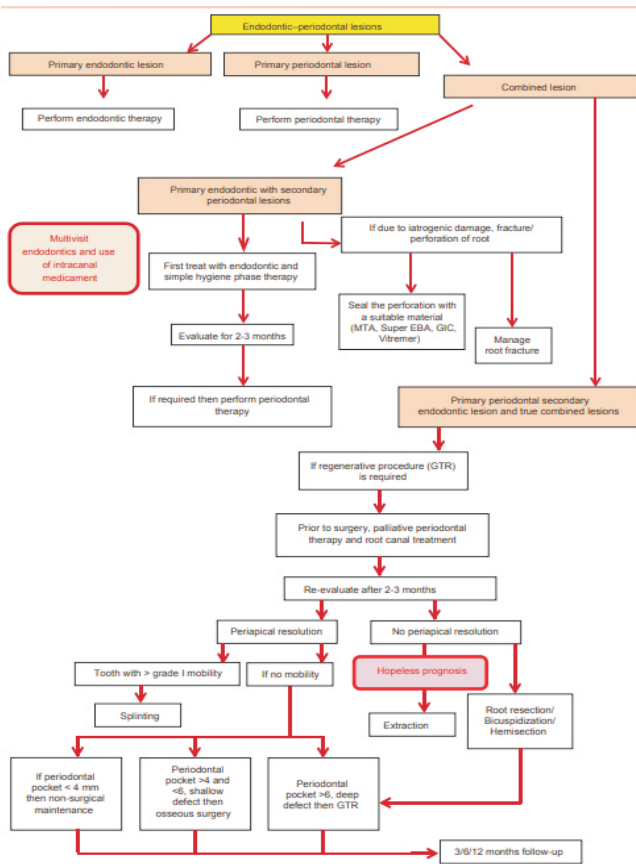 Endodontic–periodontal lesions
Primary endodontic lesion
Primary periodontal lesion
Combined lesion
Perform endodontic therapy
Perform periodontal therapy
Primary endodontic with secondary
periodontal lesions
Multivisit
endodontics and use
of intracanal
medicament
If due to iatrogenic damage, fracture/
perforation of root
First treat with endodontic and
simple hygiene phase therapy
Seal the perforation with
a suitable material
(MTA, Super EBA, GIC,
Vitremer)
Manage
root fracture
Evaluate for 2-3 months
If required then perform periodontal
therapy
Primary periodontal secondary
endodontic lesion and true combined lesions
If regenerative procedure (GTR)
is required
Prior to surgery, palliative periodontal
therapy and root canal treatment
Re-evaluate after 2-3 months
Periapical resolution
No periapical resolution
Tooth with > grade I mobility
If no mobility
Hopeless prognosis
Splinting
Extraction
Root resection/
Bicuspidization/
Hemisection
If periodontal
pocket < 4 mm
then non-surgical
maintenance
Periodontal
pocket >4 and
<6, shallow
defect then
osseous surgery
Periodontal
pocket >6, deep
defect then GTR
3/6/12 months follow-up